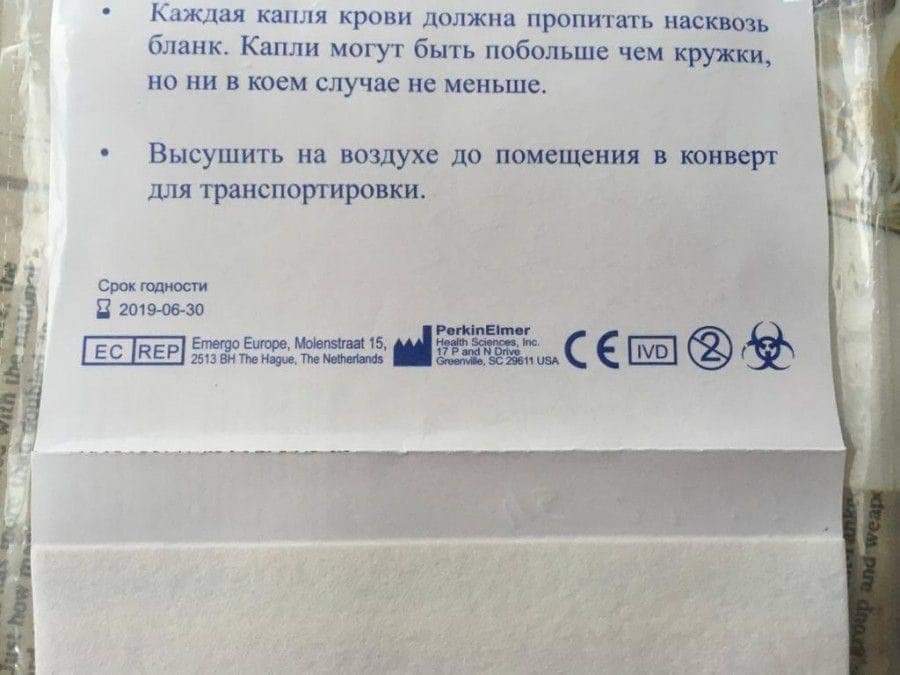 • Каждая капля крови должна пропитать насквозь
бланк. Капли могут быть побольше чем кружки,
но ни в коем случае не меньше.
• Высушить на воздухе до помещения в конверт
для транспортировки.
Срок годности
2019-06-30
EC REP
Emergo Europe, Molenstraat 15,
2513 BH The Hague, The Netherlands
PerkinElmer
Health Sciences, Inc.
17 P and N Drive
Greenville, SC 29611 USA
CE
IVD
2